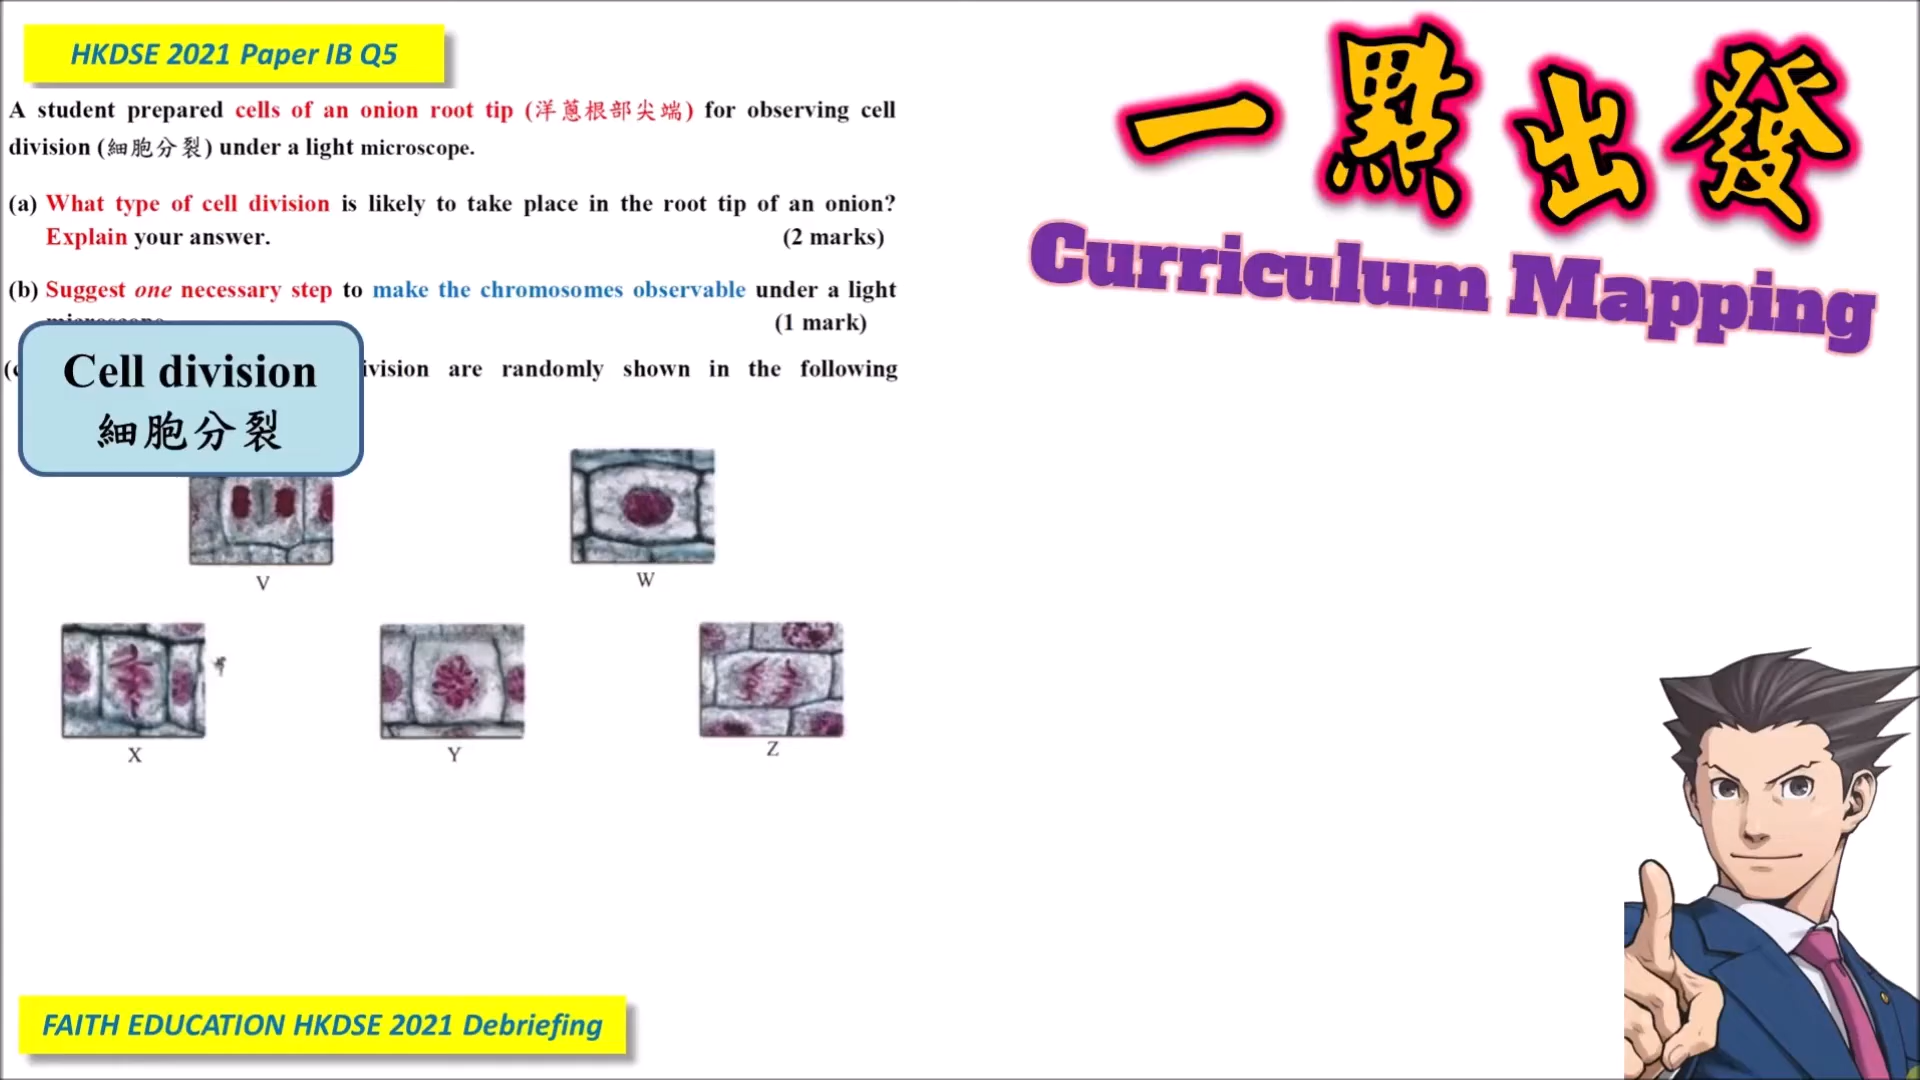 HKDSE 2021 Paper IB Q5
A student prepared cells of an onion root tip (洋蔥根部尖端) for observing cell
division (細胞分裂) under a light microscope.
(a) What type of cell division is likely to take place in the root tip of an onion?
Explain your answer. (2 marks)
(b) Suggest one necessary step to make the chromosomes observable under a light
(1 mark)
Cell division
細胞分裂
are randomly shown in the following
V
W
X
Y
Z
FAITH EDUCATION HKDSE 2021 Debriefing
一點出發
Curriculum Mapping